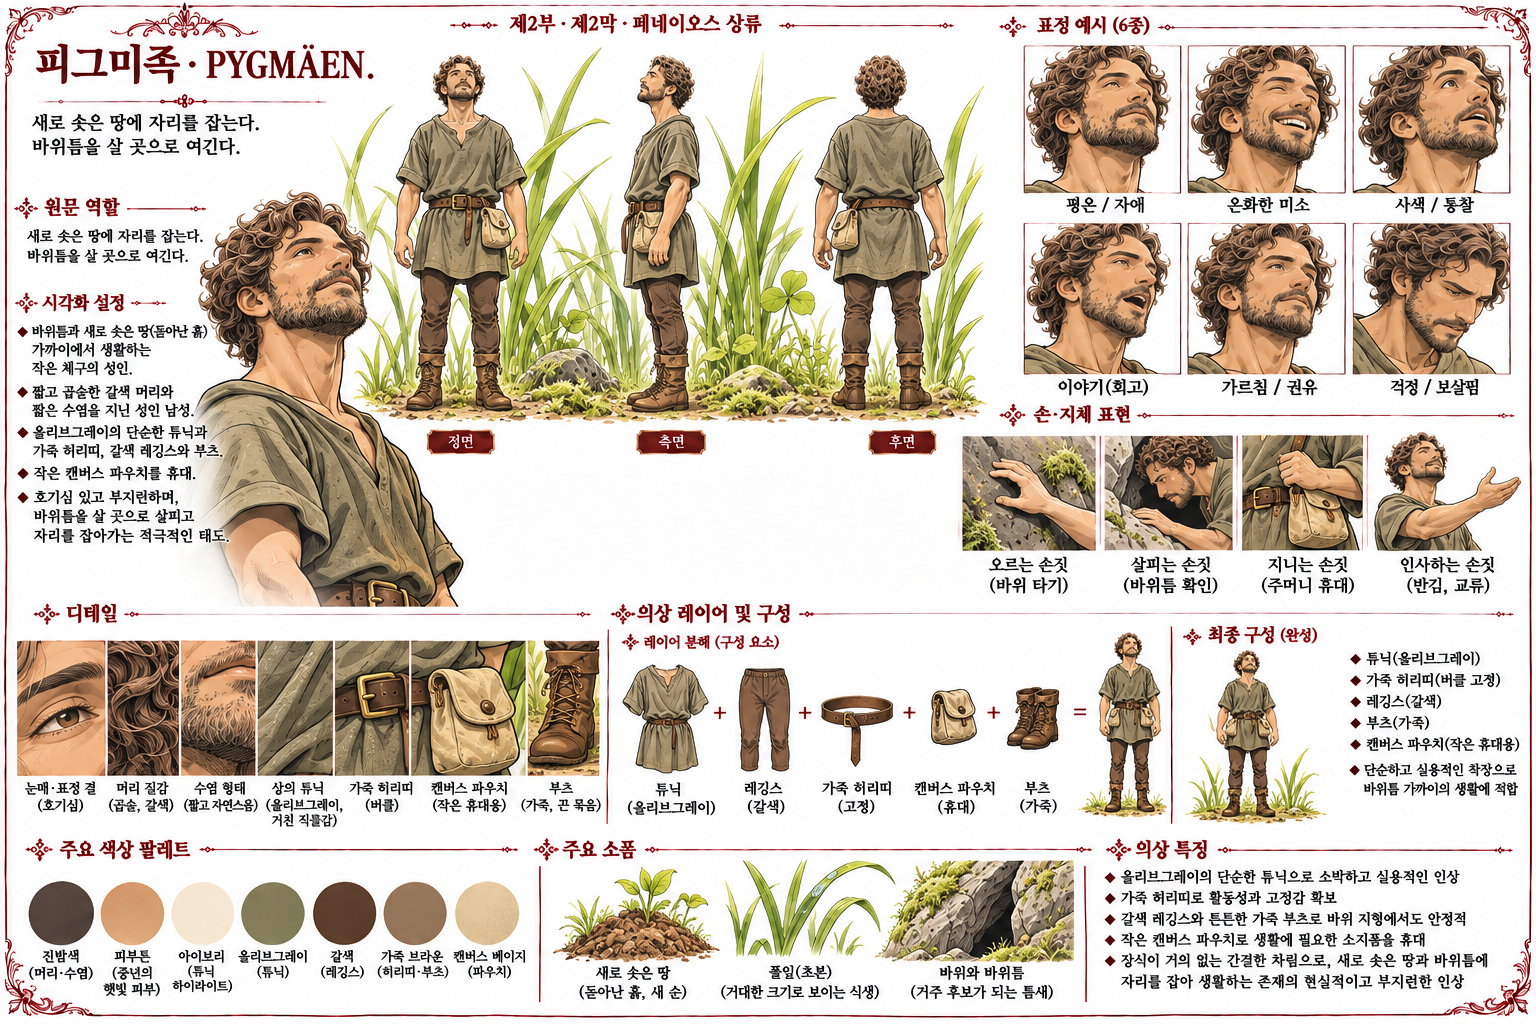 제2부 · 제2막 · 페네이오스 상류
피그미족 · PYGMÄEN.
새로 솟은 땅에 자리를 잡는다.
바위틈을 살 곳으로 여긴다.
원문 역할
새로 솟은 땅에 자리를 잡는다.
바위틈을 살 곳으로 여긴다.
시각화 설정
◆ 바위틈과 새로 솟은 땅(돋아난 흙)
가까이에서 생활하는
작은 체구의 성인.
◆ 짧고 곱슬한 갈색 머리와
짧은 수염을 지닌 성인 남성.
◆ 올리브그레이의 단순한 튜닉과
가죽 허리띠, 갈색 레깅스와 부츠.
◆ 작은 캔버스 파우치를 휴대.
◆ 호기심 있고 부지런하며,
바위틈을 살 곳으로 살피고
자리를 잡아가는 적극적인 태도.
정면
측면
후면
표정 예시 (6종)
평온 / 자애
온화한 미소
사색 / 통찰
이야기(회고)
가르침 / 권유
걱정 / 보살핌
손·지체 표현
오르는 손짓
(바위 타기)
살피는 손짓
(바위틈 확인)
지니는 손짓
(주머니 휴대)
인사하는 손짓
(반김, 교류)
디테일
눈매·표정 결
(호기심)
머리 질감
(곱슬, 갈색)
수염 형태
(짧고 자연스음)
상의 튜닉
(올리브그레이,
거친 직물감)
가죽 허리띠
(버클)
캔버스 파우치
(작은 휴대용)
부츠
(가죽, 끈 묶음)
의상 레이어 및 구성
레이어 분해 (구성 요소)
튜닉
(올리브그레이)
+
레깅스
(갈색)
+
가죽 허리띠
(고정)
+
캔버스 파우치
(휴대)
+
부츠
(가죽)
=
최종 구성 (완성)
◆ 튜닉(올리브그레이)
◆ 가죽 허리띠(버클 고정)
◆ 레깅스(갈색)
◆ 부츠(가죽)
◆ 캔버스 파우치(작은 휴대용)
◆ 단순하고 실용적인 착장으로
바위틈 가까이의 생활에 적합
주요 색상 팔레트
진밤색
(머리·수염)
피부톤
(중년의
햇빛 피부)
아이보리
(튜닉
하이라이트)
올리브그레이
(튜닉)
갈색
(레깅스)
가죽 브라운
(허리띠·부츠)
캔버스 베이지
(파우치)
주요 소품
새로 솟은 땅
(돋아난 흙, 새 순)
풀잎(초본)
(거대한 크기로 보이는 식생)
바위와 바위틈
(거주 후보가 되는 틈새)
의상 특징
◆ 올리브그레이의 단순한 튜닉으로 소박하고 실용적인 인상
◆ 가죽 허리띠로 활동성과 고정감 확보
◆ 갈색 레깅스와 튼튼한 가죽 부츠로 바위 지형에서도 안정적
◆ 작은 캔버스 파우치로 생활에 필요한 소지품을 휴대
◆ 장식이 거의 없는 간결한 차림으로, 새로 솟은 땅과 바위틈에
자리를 잡아 생활하는 존재의 현실적이고 부지런한 인상